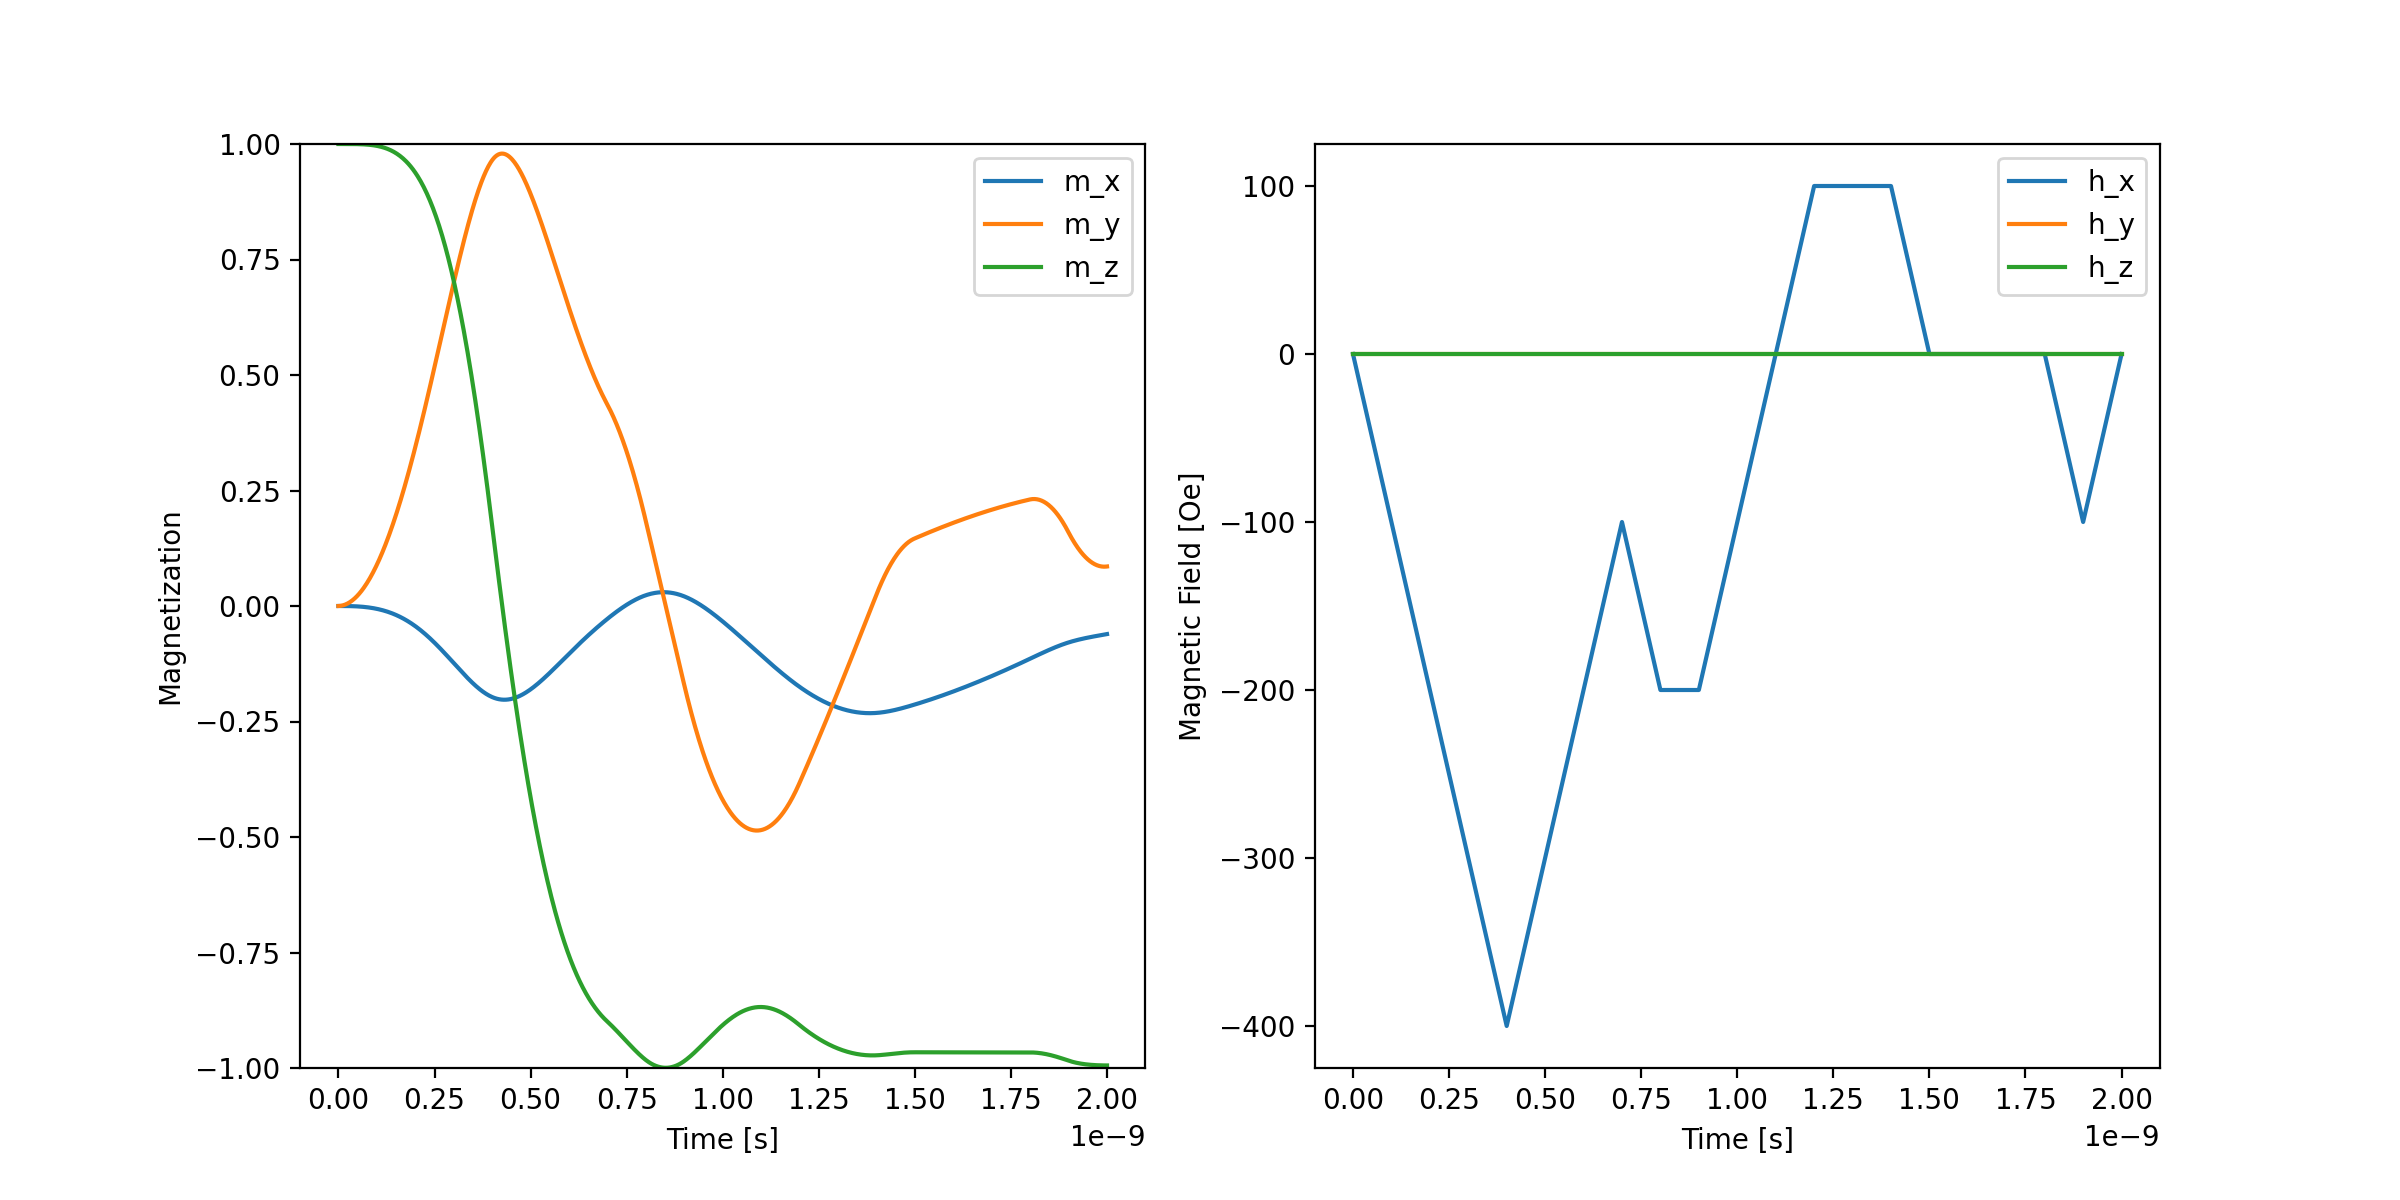 1.00
0.75
0.50
0.25
0.00
−0.25
−0.50
−0.75
−1.00
Magnetization
m_x
m_y
m_z
0.00 0.25 0.50 0.75 1.00 1.25 1.50 1.75 2.00
Time [s]
1e−9
100
0
−100
−200
−300
−400
Magnetic Field [Oe]
h_x
h_y
h_z
0.00 0.25 0.50 0.75 1.00 1.25 1.50 1.75 2.00
Time [s]
1e−9